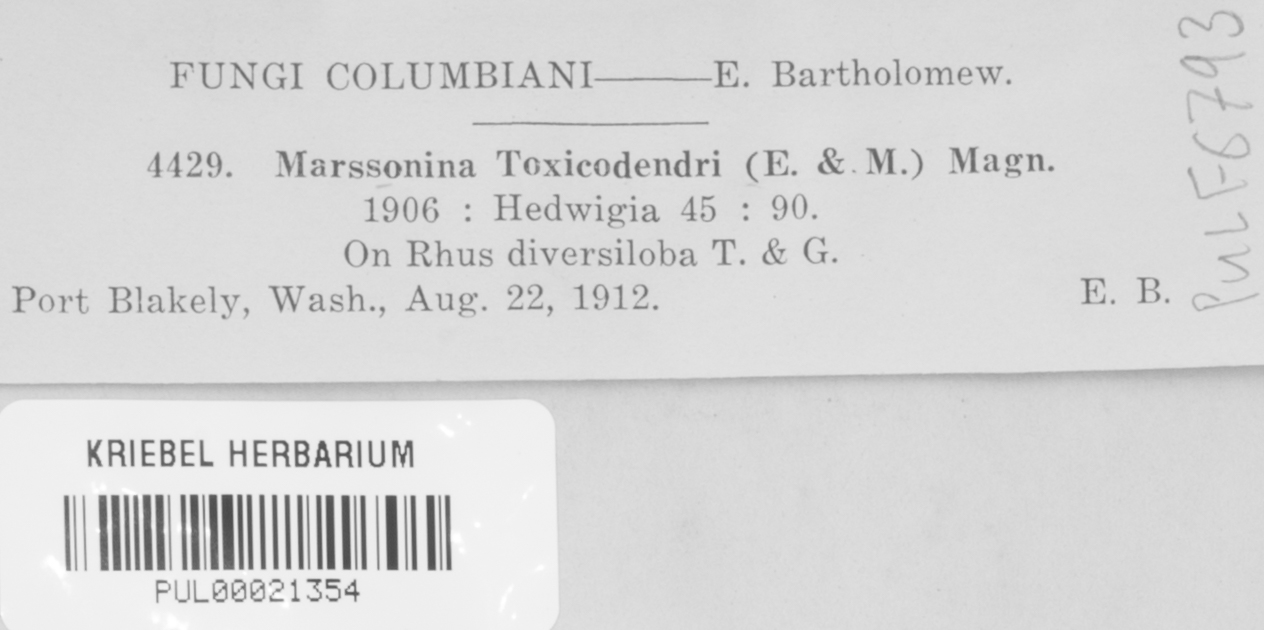 FUNGI COLUMBIANI——E. Bartholomew.
4429. Marssonina Toxicodendri (E. & M.) Magn.
1906 : Hedwigia 45 : 90.
On Rhus diversiloba T. & G.
Port Blakely, Wash., Aug. 22, 1912. E. B.
PUL F6793
KRIEBEL HERBARIUM
PUL00021354